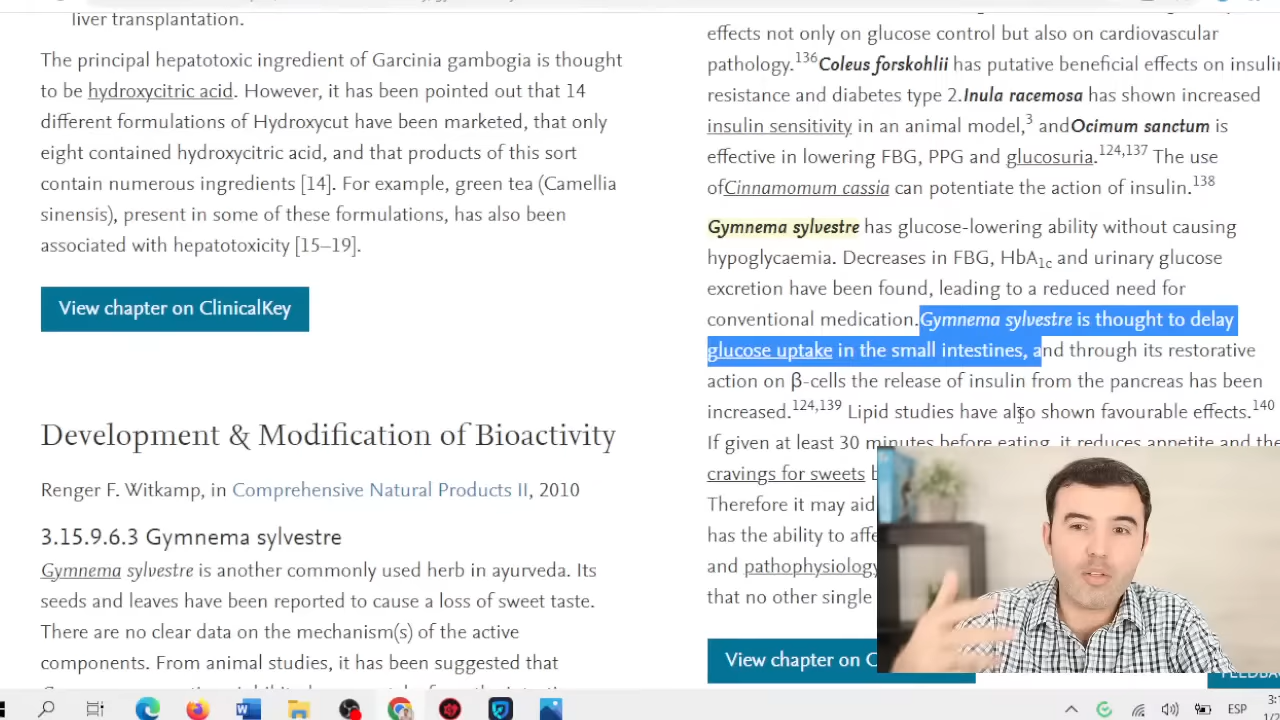 liver transplantation.
The principal hepatotoxic ingredient of Garcinia gambogia is thought
to be hydroxycitric acid. However, it has been pointed out that 14
different formulations of Hydroxycut have been marketed, that only
eight contained hydroxycitric acid, and that products of this sort
contain numerous ingredients [14]. For example, green tea (Camellia
sinensis), present in some of these formulations, has also been
associated with hepatotoxicity [15–19].
View chapter on ClinicalKey
Development & Modification of Bioactivity
Renger F. Witkamp, in Comprehensive Natural Products II, 2010
3.15.9.6.3 Gymnema sylvestre
Gymnema sylvestre is another commonly used herb in ayurveda. Its
seeds and leaves have been reported to cause a loss of sweet taste.
There are no clear data on the mechanism(s) of the active
components. From animal studies, it has been suggested that
effects not only on glucose control but also on cardiovascular
pathology.136Coleus forskohlii has putative beneficial effects on insulin
resistance and diabetes type 2.Inula racemosa has shown increased
insulin sensitivity in an animal model,3 andOcimum sanctum is
effective in lowering FBG, PPG and glucosuria.124,137 The use
ofCinnamomum cassia can potentiate the action of insulin.138
Gymnema sylvestre has glucose-lowering ability without causing
hypoglycaemia. Decreases in FBG, HbA1c and urinary glucose
excretion have been found, leading to a reduced need for
conventional medication.Gymnema sylvestre is thought to delay
glucose uptake in the small intestines, and through its restorative
action on β-cells the release of insulin from the pancreas has been
increased.124,139 Lipid studies have also shown favourable effects.140
If given at least 30 minutes before eating, it reduces appetite and the
cravings for sweets
Therefore it may aid
has the ability to
and pathophysiology
that no other single
View chapter on
ESP